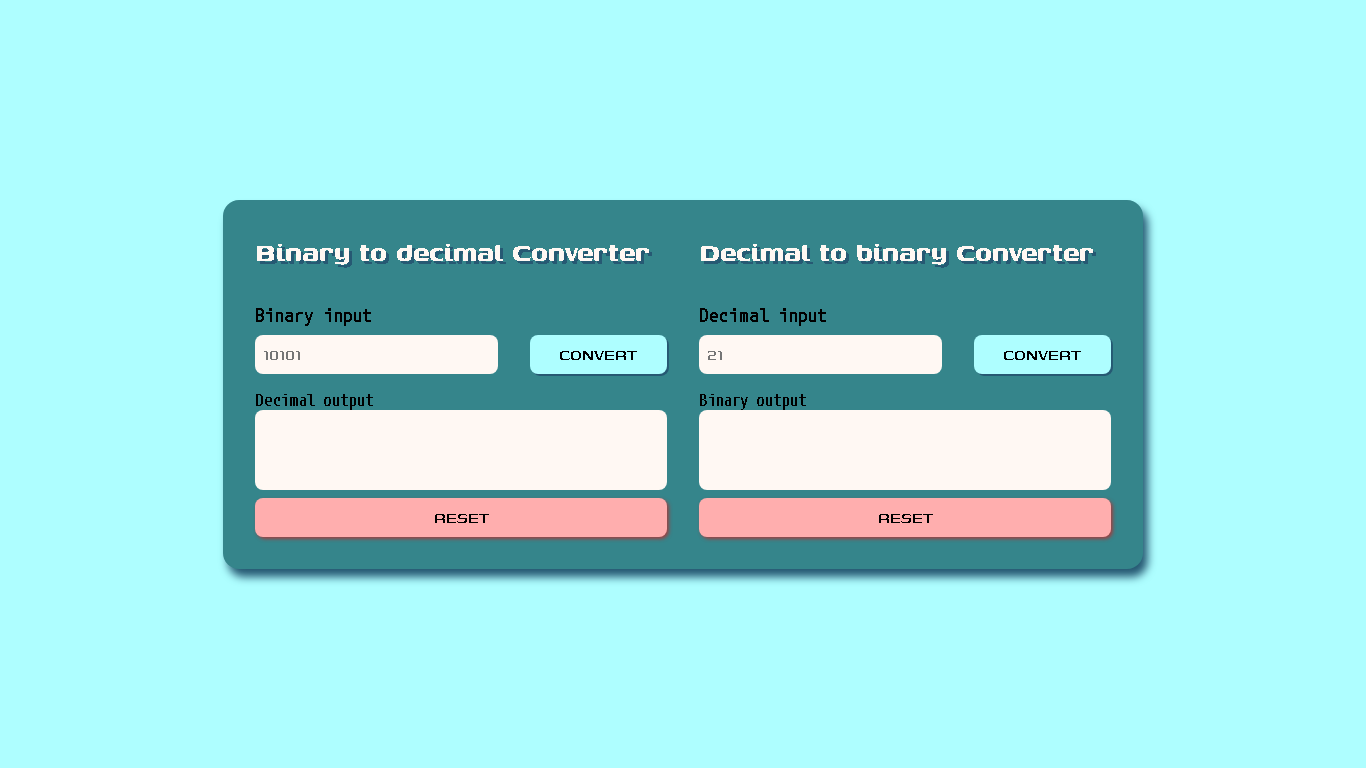 Binary to decimal Converter
Binary input
10101
CONVERT
Decimal output
RESET
Decimal to binary Converter
Decimal input
21
CONVERT
Binary output
RESET